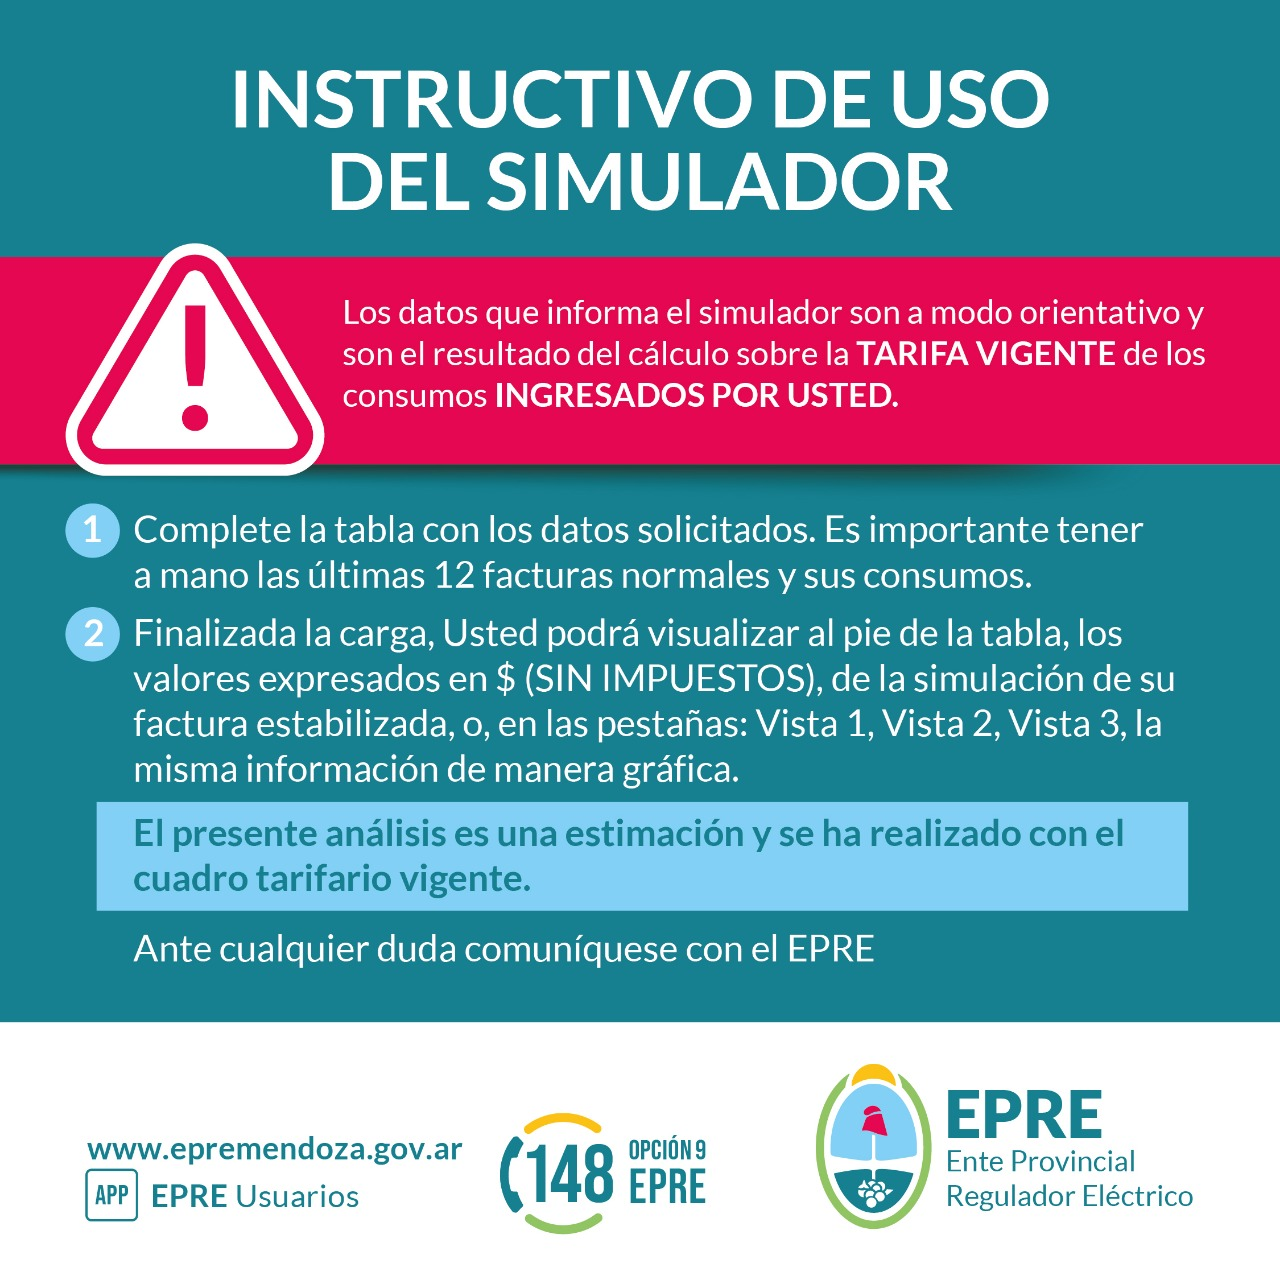 INSTRUCTIVO DE USO
DEL SIMULADOR
Los datos que informa el simulador son a modo orientativo y
son el resultado del cálculo sobre la TARIFA VIGENTE de los
consumos INGRESADOS POR USTED.
1 Complete la tabla con los datos solicitados. Es importante tener
a mano las últimas 12 facturas normales y sus consumos.
2 Finalizada la carga, Usted podrá visualizar al pie de la tabla, los
valores expresados en $ (SIN IMPUESTOS), de la simulación de su
factura estabilizada, o, en las pestañas: Vista 1, Vista 2, Vista 3, la
misma información de manera gráfica.
El presente análisis es una estimación y se ha realizado con el
cuadro tarifario vigente.
Ante cualquier duda comuníquese con el EPRE
www.epremendoza.gov.ar
APP EPRE Usuarios
148 OPCIÓN 9
EPRE
EPRE
Ente Provincial
Regulador Eléctrico